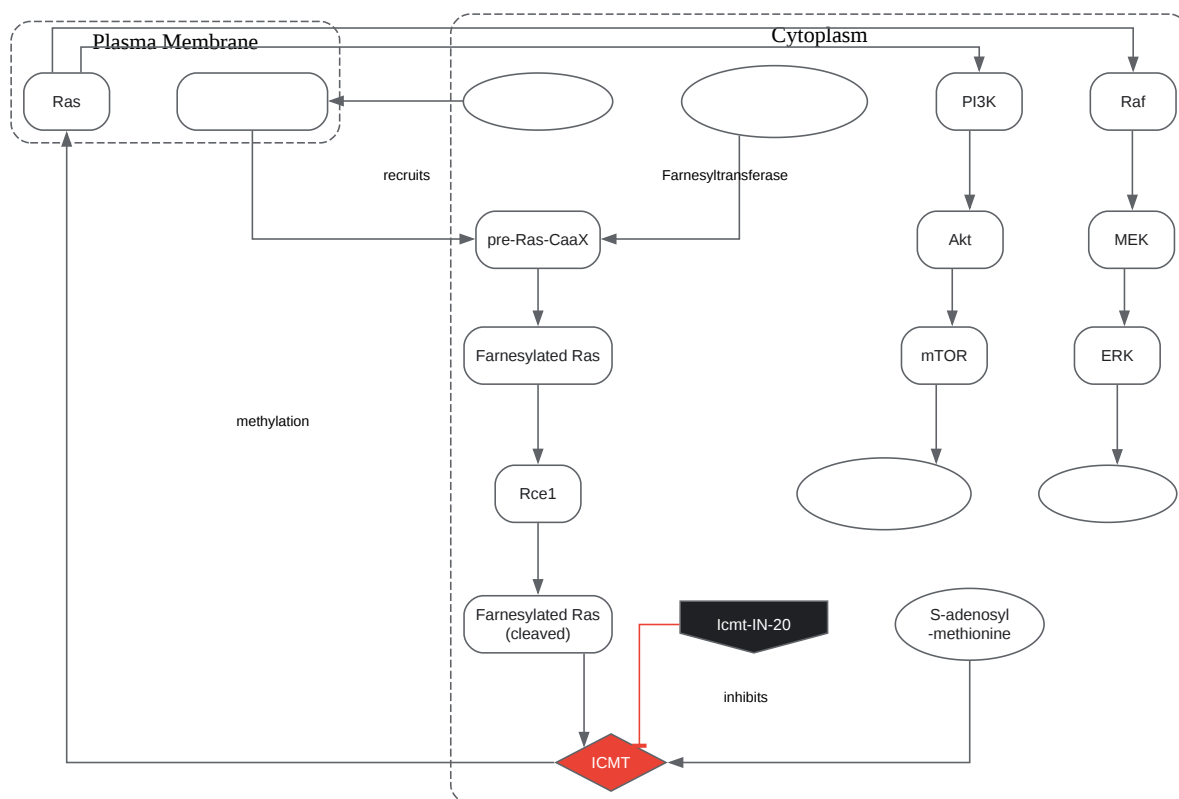 Plasma Membrane
Cytoplasm
Ras
PI3K
Raf
recruits
Farnesyltransferase
pre-Ras-CaaX
Akt
MEK
Farnesylated Ras
mTOR
ERK
methylation
Rce1
Farnesylated Ras
(cleaved)
Icmt-IN-20
S-adenosyl
-methionine
inhibits
ICMT